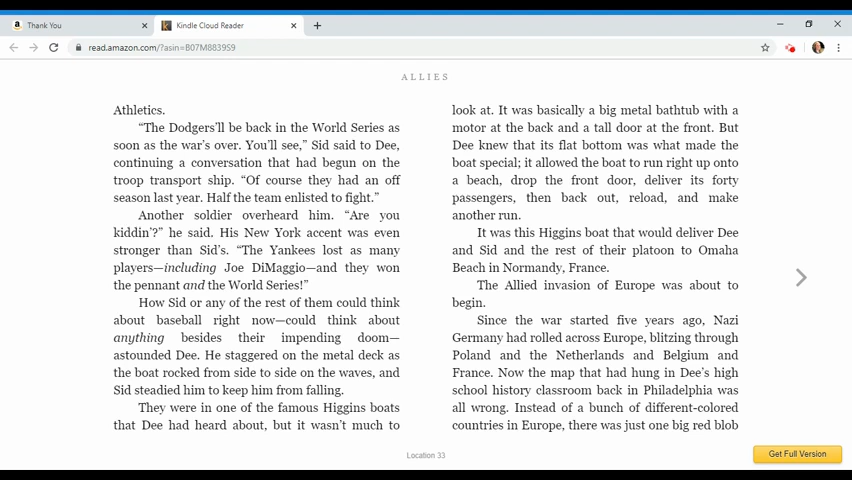 Thank You
Kindle Cloud Reader
read.amazon.com/?asin=B07M8839S9
ALLIES
Athletics.
“The Dodgers’ll be back in the World Series as
soon as the war’s over. You’ll see,” Sid said to Dee,
continuing a conversation that had begun on the
troop transport ship. “Of course they had an off
season last year. Half the team enlisted to fight.”
Another soldier overheard him. “Are you
kiddin’?” he said. His New York accent was even
stronger than Sid’s. “The Yankees lost as many
players—including Joe DiMaggio—and they won
the pennant and the World Series!”
How Sid or any of the rest of them could think
about baseball right now—could think about
anything besides their impending doom—
astounded Dee. He staggered on the metal deck as
the boat rocked from side to side on the waves, and
Sid steadied him to keep him from falling.
They were in one of the famous Higgins boats
that Dee had heard about, but it wasn’t much to
look at. It was basically a big metal bathtub with a
motor at the back and a tall door at the front. But
Dee knew that its flat bottom was what made the
boat special; it allowed the boat to run right up onto
a beach, drop the front door, deliver its forty
passengers, then back out, reload, and make
another run.
It was this Higgins boat that would deliver Dee
and Sid and the rest of their platoon to Omaha
Beach in Normandy, France.
The Allied invasion of Europe was about to
begin.
Since the war started five years ago, Nazi
Germany had rolled across Europe, blitzing through
Poland and the Netherlands and Belgium and
France. Now the map that had hung in Dee’s high
school history classroom back in Philadelphia was
all wrong. Instead of a bunch of different-colored
countries in Europe, there was just one big red blob
Location 33
Get Full Version